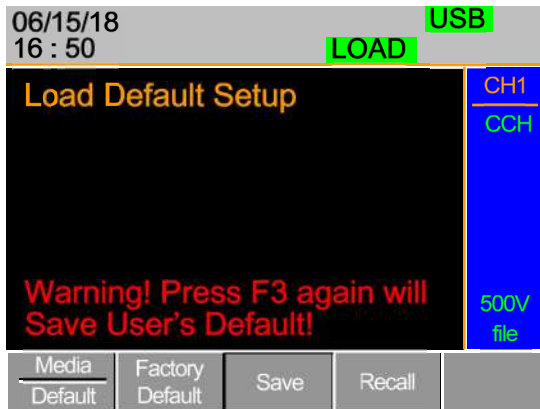 06/15/18
USB
16 : 50
LOAD
Load Default Setup
CH1
CCH
Warning! Press F3 again will
Save User's Default!
500V
file
Media
Default
Factory
Default
Save
Recall